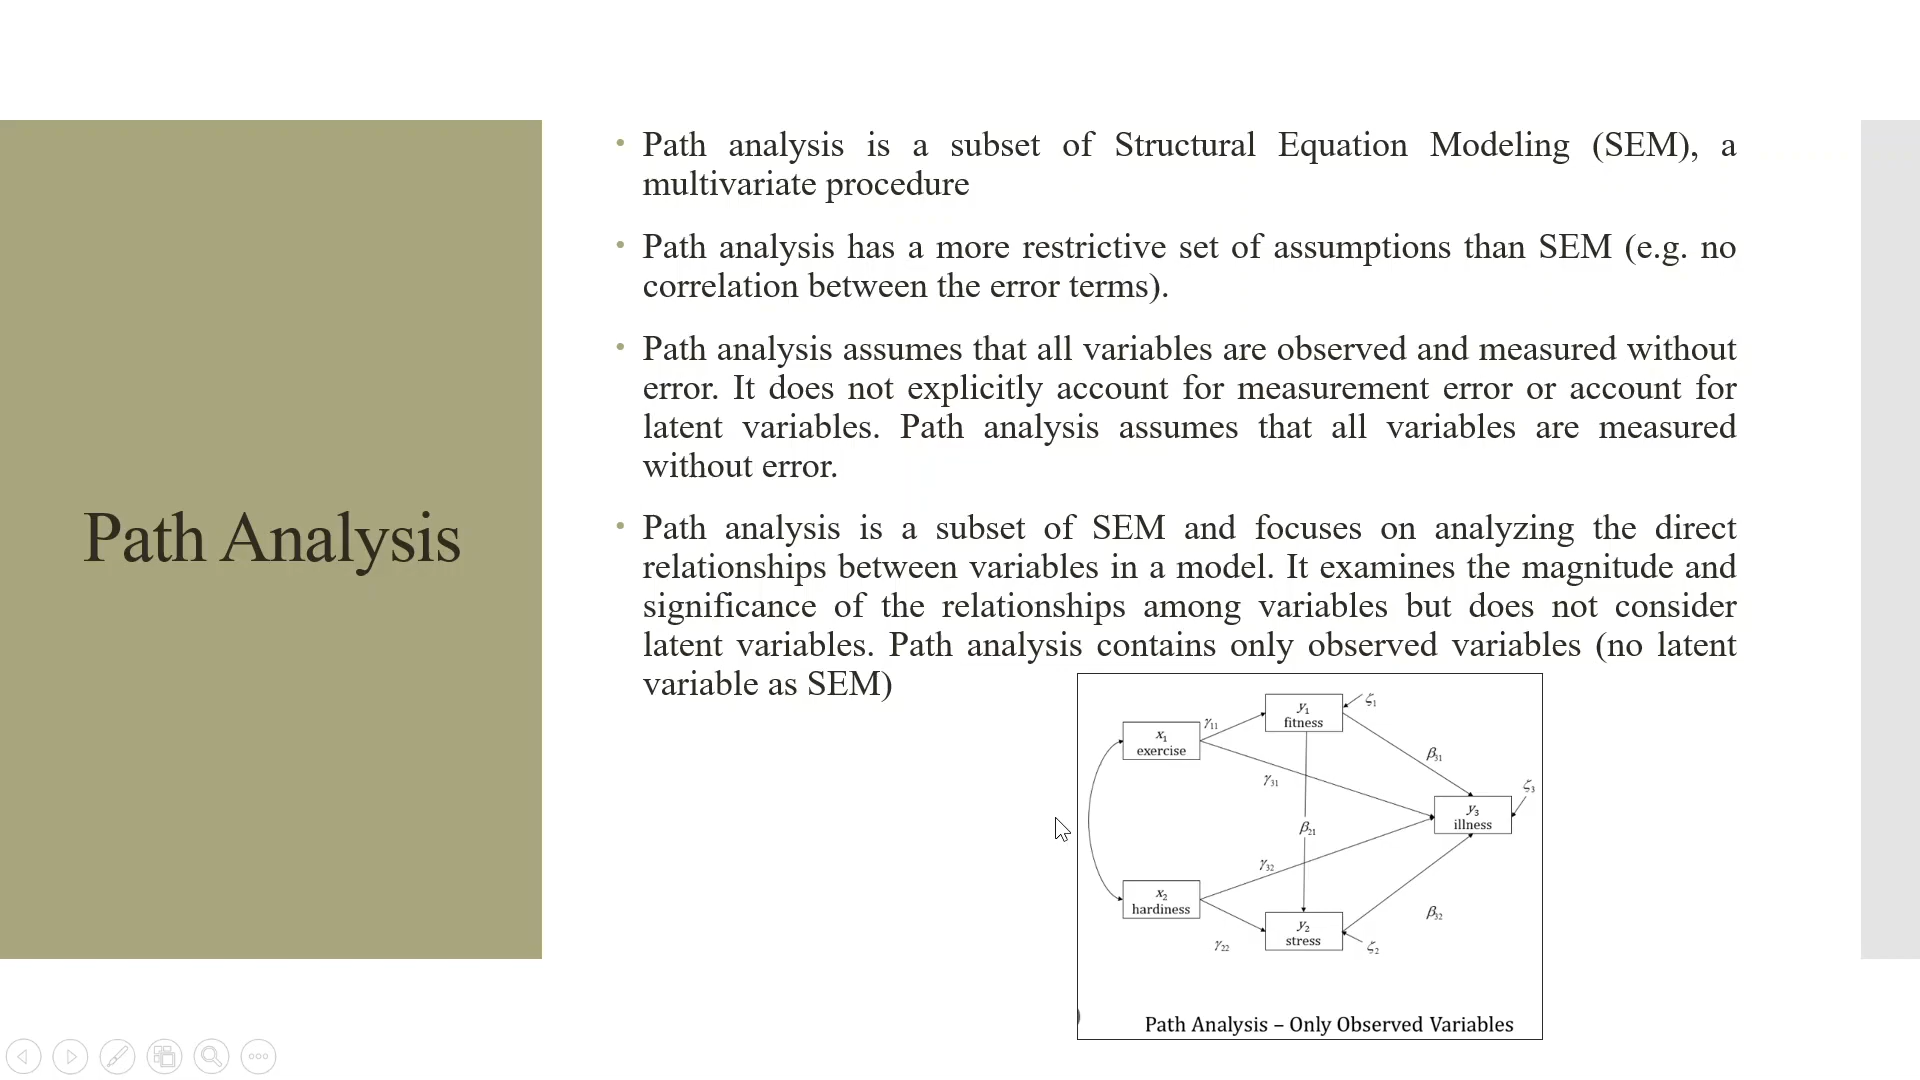 Path Analysis
• Path analysis is a subset of Structural Equation Modeling (SEM), a
multivariate procedure
• Path analysis has a more restrictive set of assumptions than SEM (e.g. no
correlation between the error terms).
• Path analysis assumes that all variables are observed and measured without
error. It does not explicitly account for measurement error or account for
latent variables. Path analysis assumes that all variables are measured
without error.
• Path analysis is a subset of SEM and focuses on analyzing the direct
relationships between variables in a model. It examines the magnitude and
significance of the relationships among variables but does not consider
latent variables. Path analysis contains only observed variables (no latent
variable as SEM)
y₁
fitness
ζ₁
γ₁₁
x₁
exercise
β₃₁
γ₃₁
ζ₃
y₃
illness
β₂₁
γ₃₂
x₂
hardiness
β₃₂
y₂
stress
γ₂₂
ζ₂
Path Analysis – Only Observed Variables